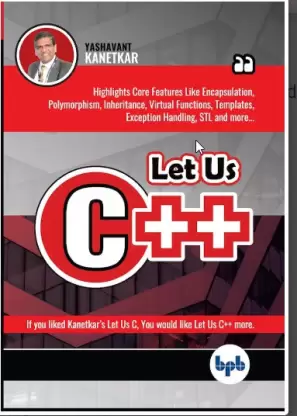 YASHAVANT
KANETKAR
Highlights Core Features Like Encapsulation,
Polymorphism, Inheritance, Virtual Functions, Templates,
Exception Handling, STL and more...
Let Us
C++
If you liked Kanetkar's Let Us C, You would like Let Us C++ more.
bpb